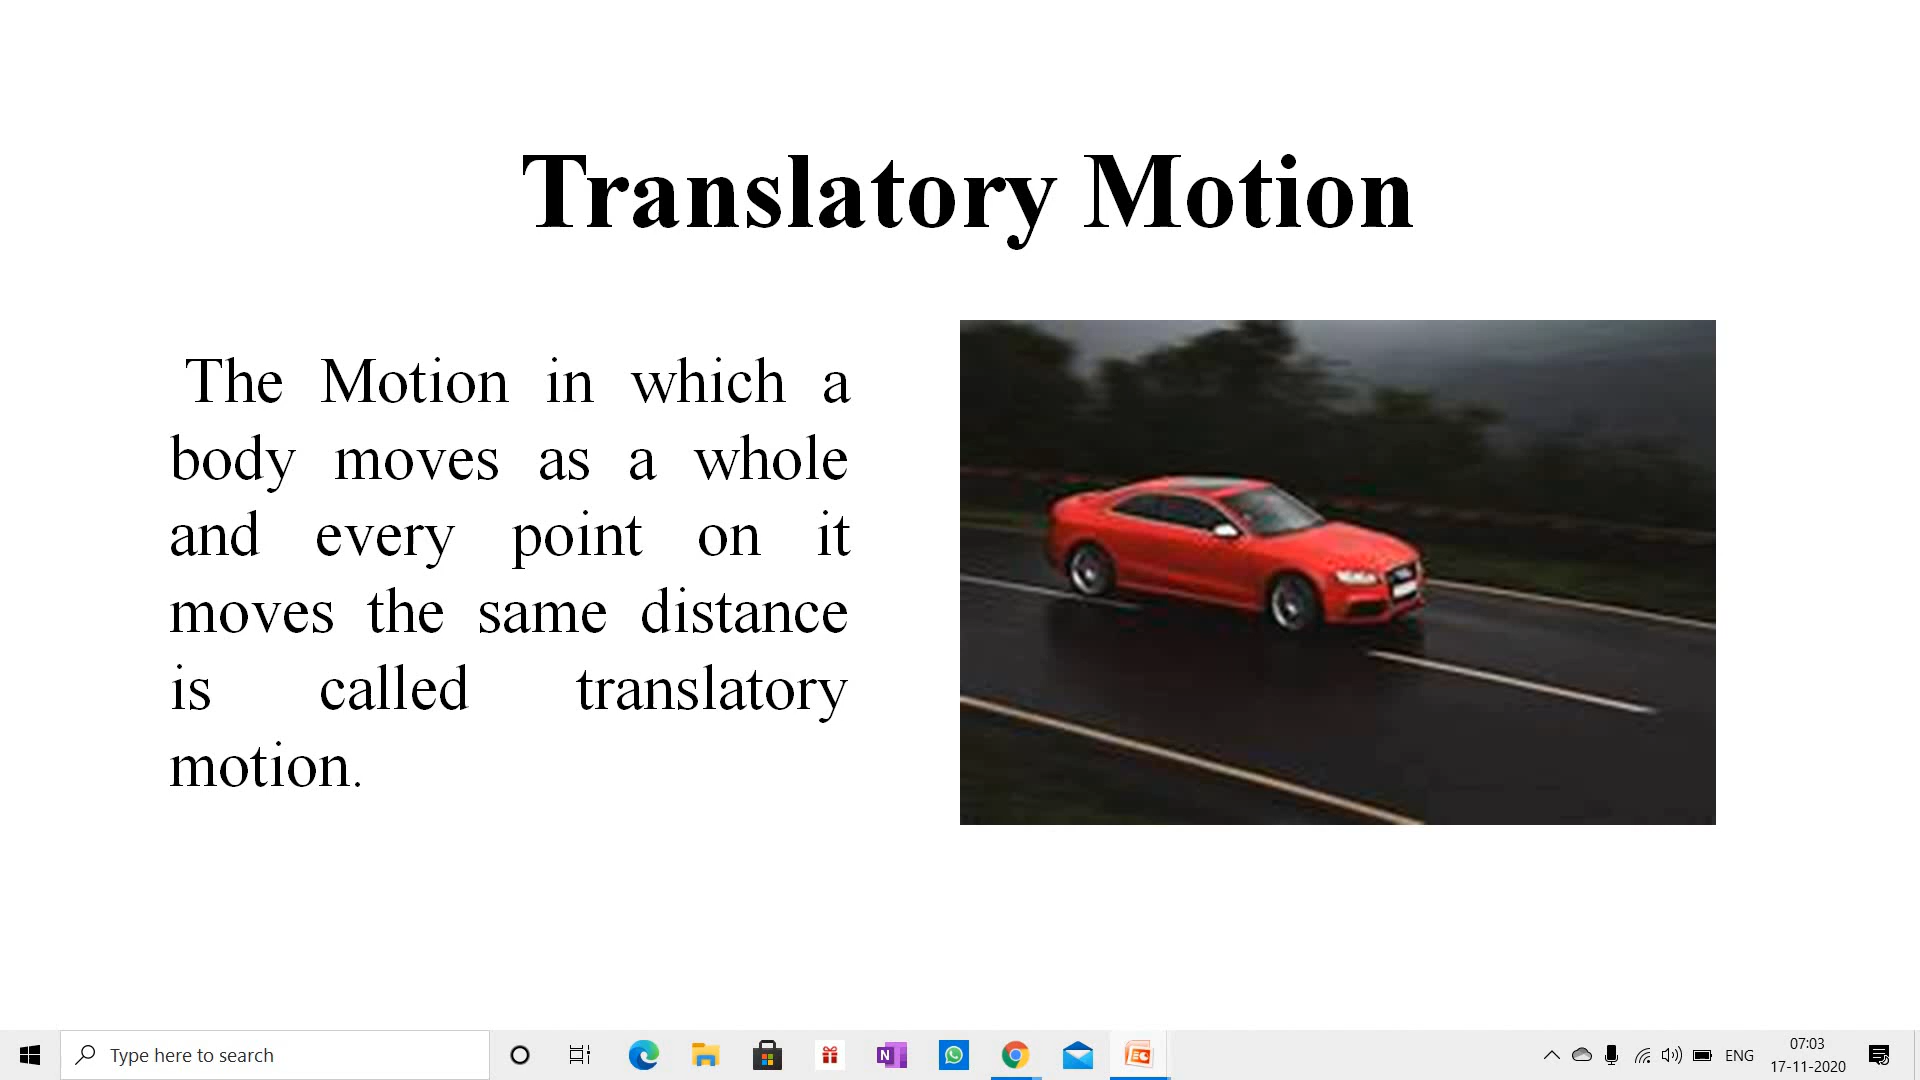 Translatory Motion
The Motion in which a
body moves as a whole
and every point on it
moves the same distance
is called translatory
motion.
Type here to search
ENG
07:03
17-11-2020